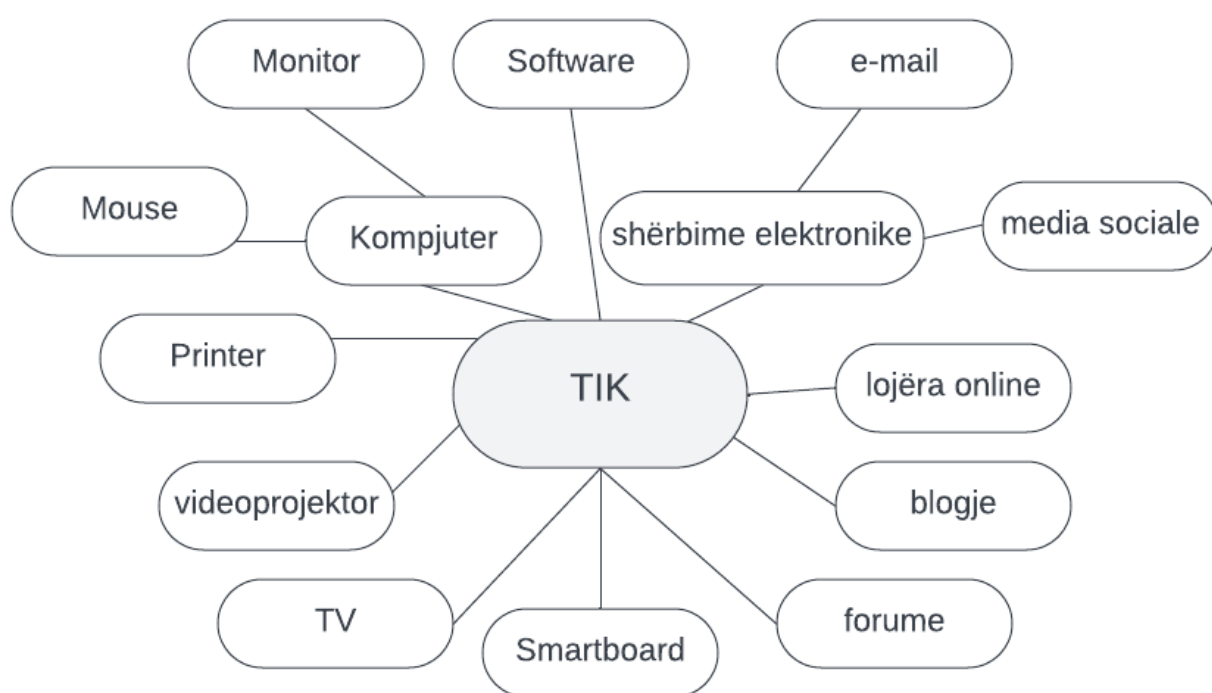 Monitor
Software
e-mail
Mouse
Kompjuter
shërbime elektronike
media sociale
Printer
TIK
lojëra online
videoprojektor
blogje
TV
Smartboard
forume